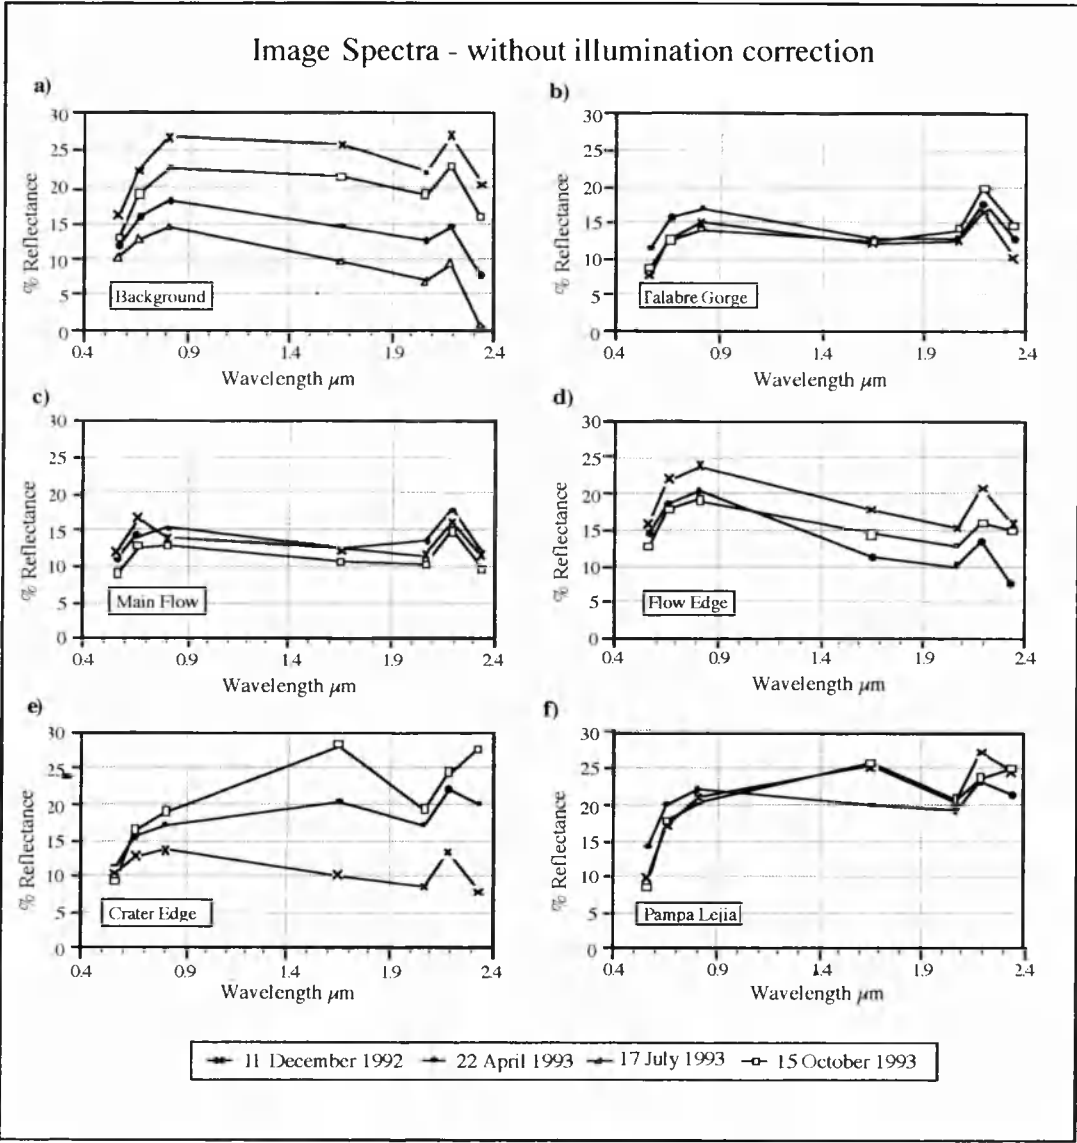 Image Spectra - without illumination correction
a)
30
25
20
15
10
5
0
% Reflectance
Background
0.4 0.9 1.4 1.9 2.4
Wavelength μm
b)
30
25
20
15
10
5
0
% Reflectance
Talabre Gorge
0.4 0.9 1.4 1.9 2.4
Wavelength μm
c)
30
25
20
15
10
5
0
% Reflectance
Main Flow
0.4 0.9 1.4 1.9 2.4
Wavelength μm
d)
30
25
20
15
10
5
0
% Reflectance
Flow Edge
0.4 0.9 1.4 1.9 2.4
Wavelength μm
e)
30
25
20
15
10
5
0
% Reflectance
Crater Edge
0.4 0.9 1.4 1.9 2.4
Wavelength μm
f)
30
25
20
15
10
5
0
% Reflectance
Pampa Lejia
0.4 0.9 1.4 1.9 2.4
Wavelength μm
11 December 1992 22 April 1993 17 July 1993 15 October 1993